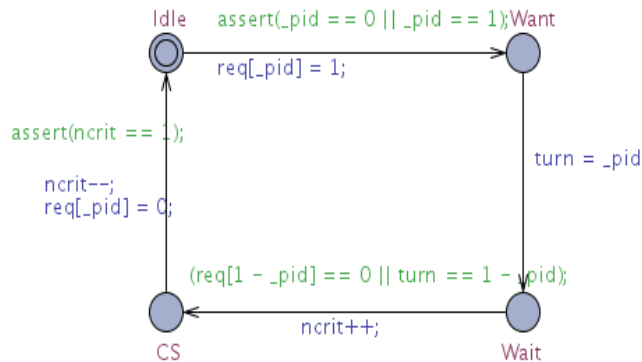 Idle
assert(_pid == 0 || _pid == 1);
Want
req[_pid] = 1;
assert(ncrit == 1);
turn = _pid
ncrit--;
req[_pid] = 0;
(req[1 - _pid] == 0 || turn == 1 - _pid);
ncrit++;
CS
Wait